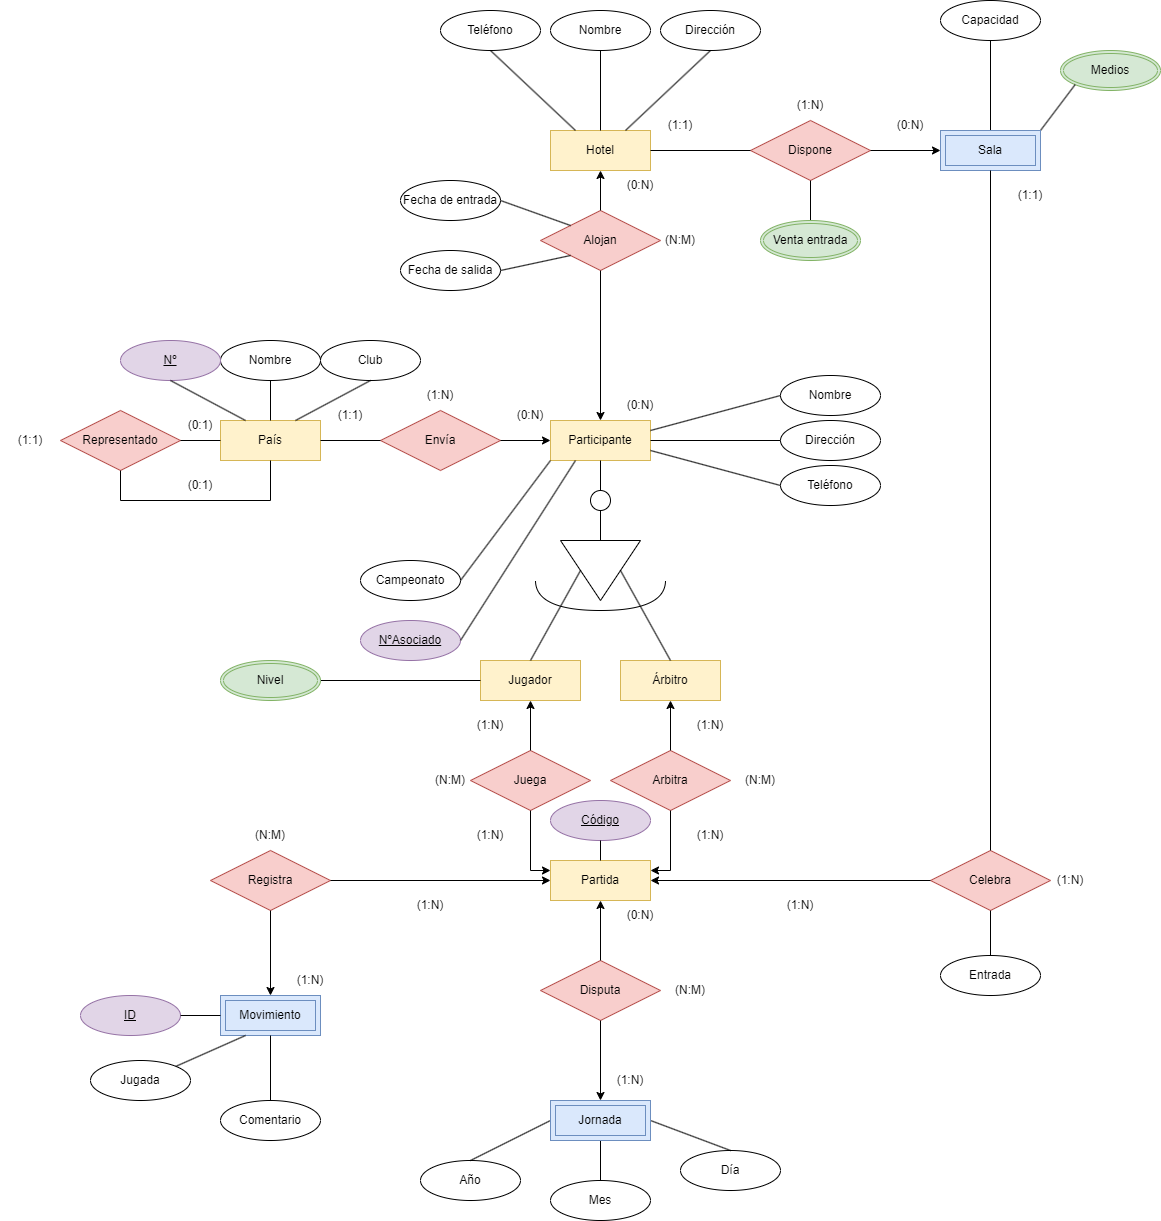 Capacidad
Teléfono
Nombre
Dirección
Medios
(1:N)
(1:1)
(0:N)
Hotel
Dispone
Sala
(0:N)
(1:1)
Fecha de entrada
Alojan
(N:M)
Venta entrada
Fecha de salida
Nº
Nombre
Club
(1:N)
Nombre
(0:N)
(1:1)
(0:N)
(0:1)
(1:1)
Representado
País
Envía
Participante
Dirección
(0:1)
Teléfono
Campeonato
NºAsociado
Nivel
Jugador
Árbitro
(1:N)
(1:N)
(N:M)
Juega
Arbitra
(N:M)
Código
(N:M)
(1:N)
(1:N)
Registra
Partida
Celebra
(1:N)
(1:N)
(1:N)
(0:N)
Entrada
(1:N)
Disputa
(N:M)
ID
Movimiento
Jugada
(1:N)
Comentario
Jornada
Año
Día
Mes